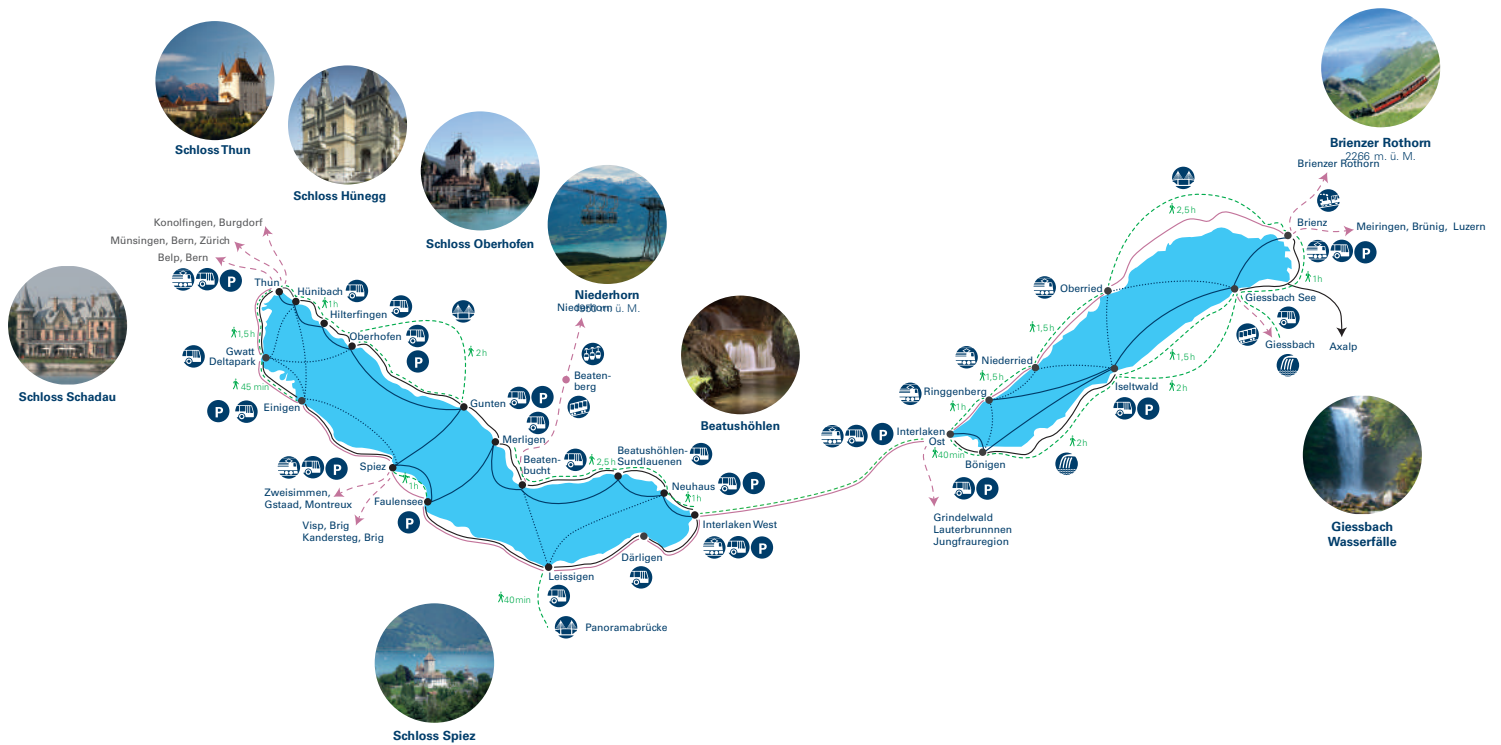 Schloss Thun
Schloss Hünegg
Schloss Oberhofen
Niederhorn
1950 m ü. M.
Niederhorn
Brienzer Rothorn
2266 m. ü. M.
Brienzer Rothorn
Konolfingen, Burgdorf
Münsingen, Bern, Zürich
Belp, Bern
P
Schloss Schadau
Thun
Hünibach
1h
Hilterfingen
Oberhofen
P
2h
1,5h
Gwatt
Deltapark
45 min
P
Einigen
Gunten
P
Merligen
Beaten-
berg
Beaten-
bucht
2,5h
Beatushöhlen-
Sundlauenen
Beatushöhlen
Neuhaus
P
1h
Interlaken West
P
Spiez
P
1h
Zweisimmen,
Gstaad, Montreux
Faulensee
P
Visp, Brig
Kandersteg, Brig
Därligen
Leissigen
40min
Panoramabrücke
Schloss Spiez
2,5h
Brienz
Meiringen, Brünig, Luzern
P
1h
Oberried
Giessbach See
Giessbach
Axalp
1,5h
Niederried
1,5h
1,5h
Iseltwald
2h
P
Ringgenberg
1h
Interlaken
Ost
P
40min
Bönigen
P
2h
Grindelwald
Lauterbrunnnen
Jungfrauregion
Giessbach
Wasserfälle